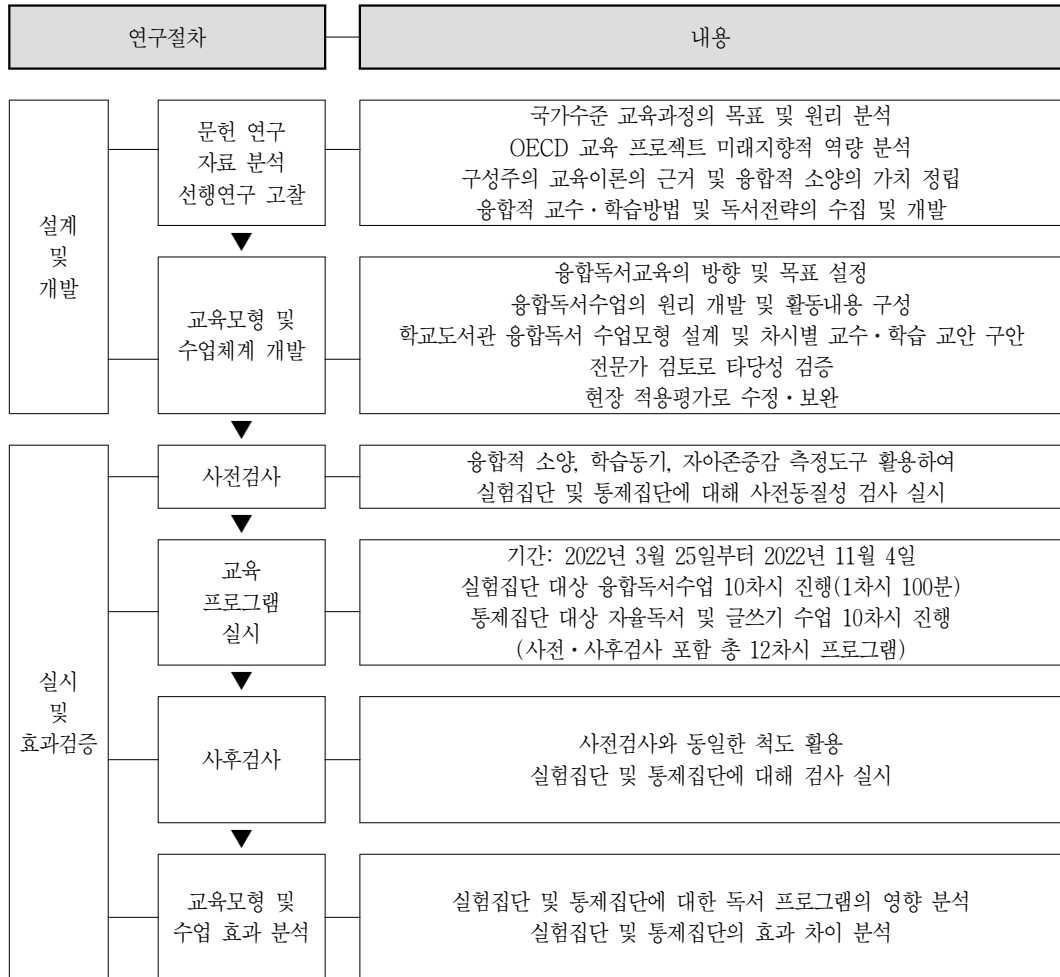 연구절차
내용
설계
및
개발
문헌 연구
자료 분석
선행연구 고찰
국가수준 교육과정의 목표 및 원리 분석
OECD 교육 프로젝트 미래지향적 역량 분석
구성주의 교육이론의 근거 및 융합적 소양의 가치 정립
융합적 교수・학습방법 및 독서전략의 수집 및 개발
▼
교육모형 및
수업체계 개발
융합독서교육의 방향 및 목표 설정
융합독서수업의 원리 개발 및 활동내용 구성
학교도서관 융합독서 수업모형 설계 및 차시별 교수・학습 교안 구안
전문가 검토로 타당성 검증
현장 적용평가로 수정・보완
▼
실시
및
효과검증
사전검사
융합적 소양, 학습동기, 자아존중감 측정도구 활용하여
실험집단 및 통제집단에 대해 사전동질성 검사 실시
▼
교육
프로그램
실시
기간: 2022년 3월 25일부터 2022년 11월 4일
실험집단 대상 융합독서수업 10차시 진행(1차시 100분)
통제집단 대상 자율독서 및 글쓰기 수업 10차시 진행
(사전・사후검사 포함 총 12차시 프로그램)
▼
사후검사
사전검사와 동일한 척도 활용
실험집단 및 통제집단에 대해 검사 실시
▼
교육모형 및
수업 효과 분석
실험집단 및 통제집단에 대한 독서 프로그램의 영향 분석
실험집단 및 통제집단의 효과 차이 분석